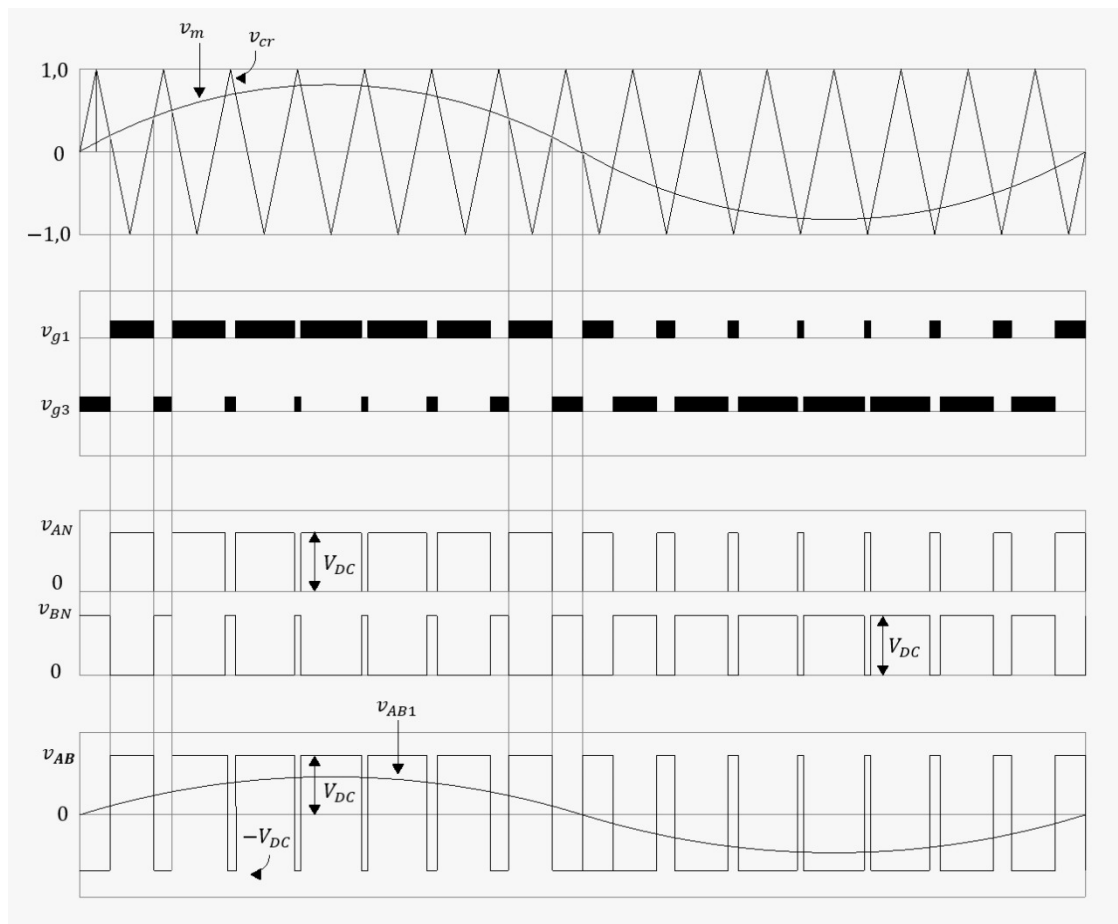 v_m
v_cr
1,0
0
−1,0
v_g1
v_g3
v_AN
V_DC
0
v_BN
V_DC
0
v_AB1
v_AB
V_DC
0
−V_DC